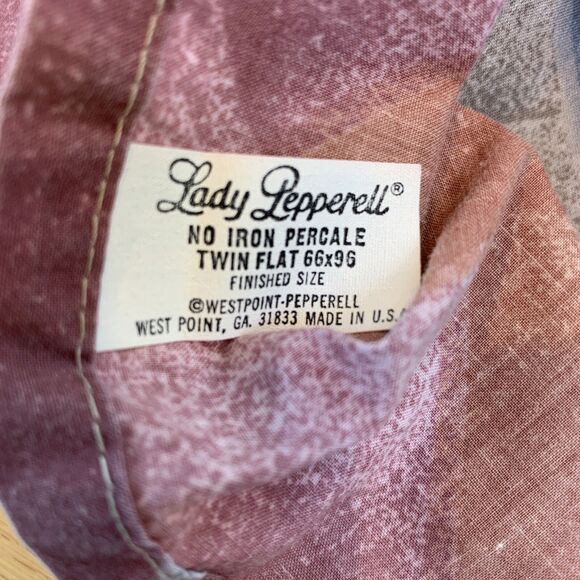 Lady Pepperell®
NO IRON PERCALE
TWIN FLAT 66x96
FINISHED SIZE
©WESTPOINT-PEPPERELL
WEST POINT, GA. 31833 MADE IN U.S.A